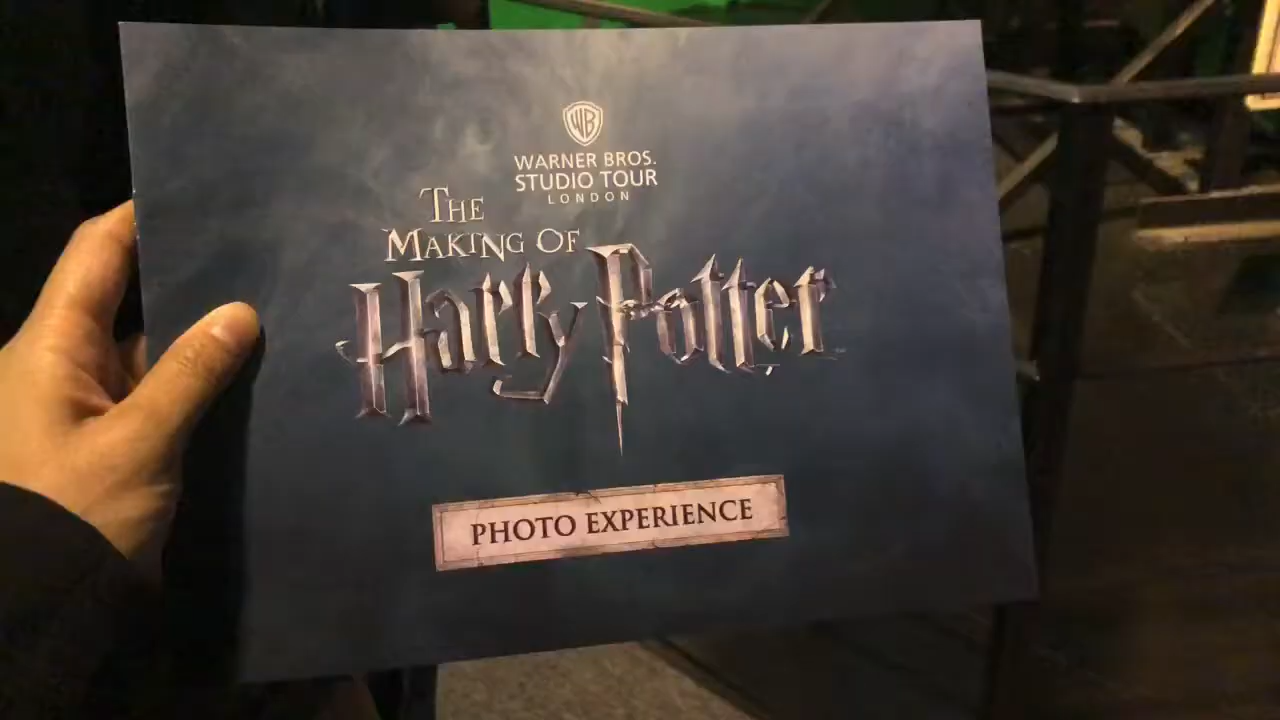 WB
WARNER BROS.
STUDIO TOUR
LONDON
THE
MAKING OF
Harry Potter
PHOTO EXPERIENCE